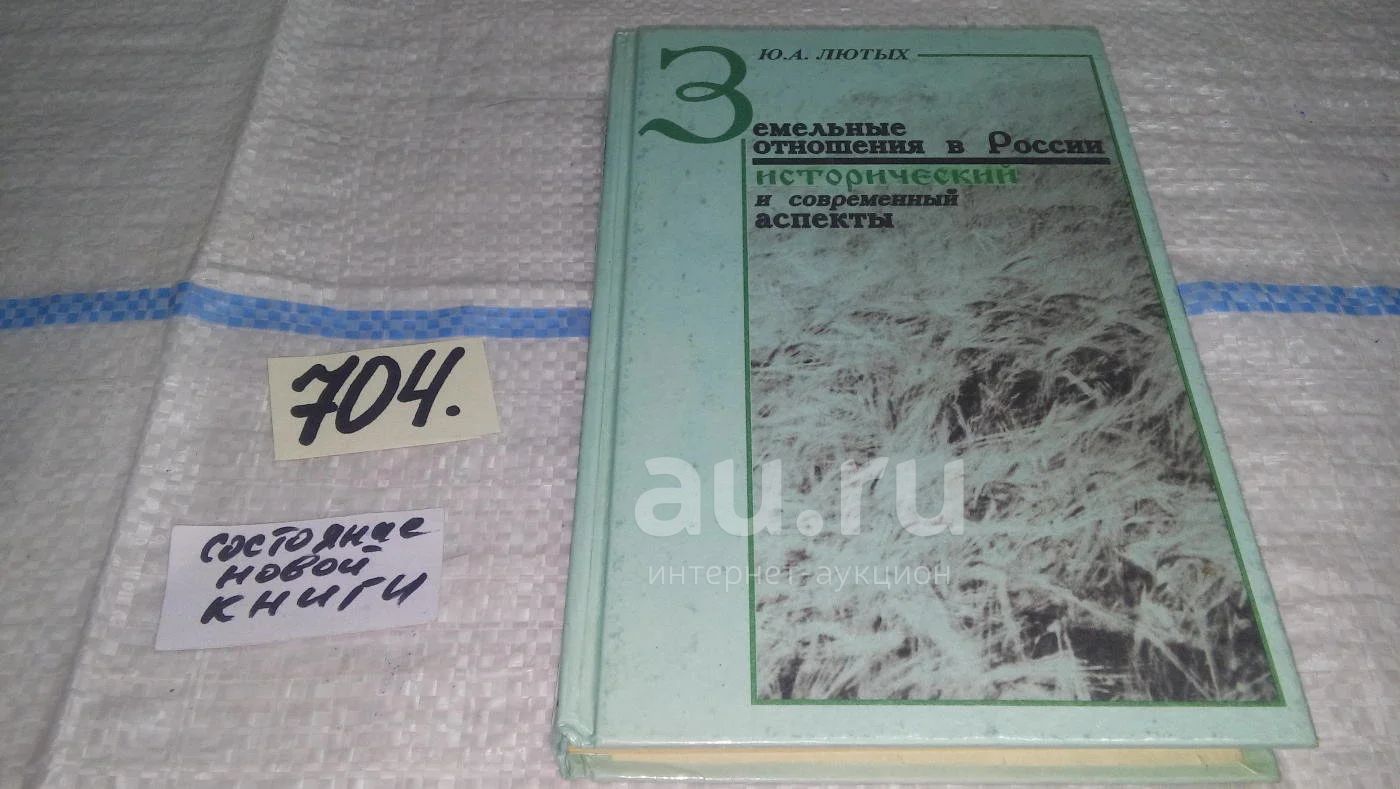 Ю.А. ЛЮТЫХ
Земельные
отношения в России
исторический
и современный
аспекты
704.
состояние
новой
книги
au.ru
интернет-аукцион